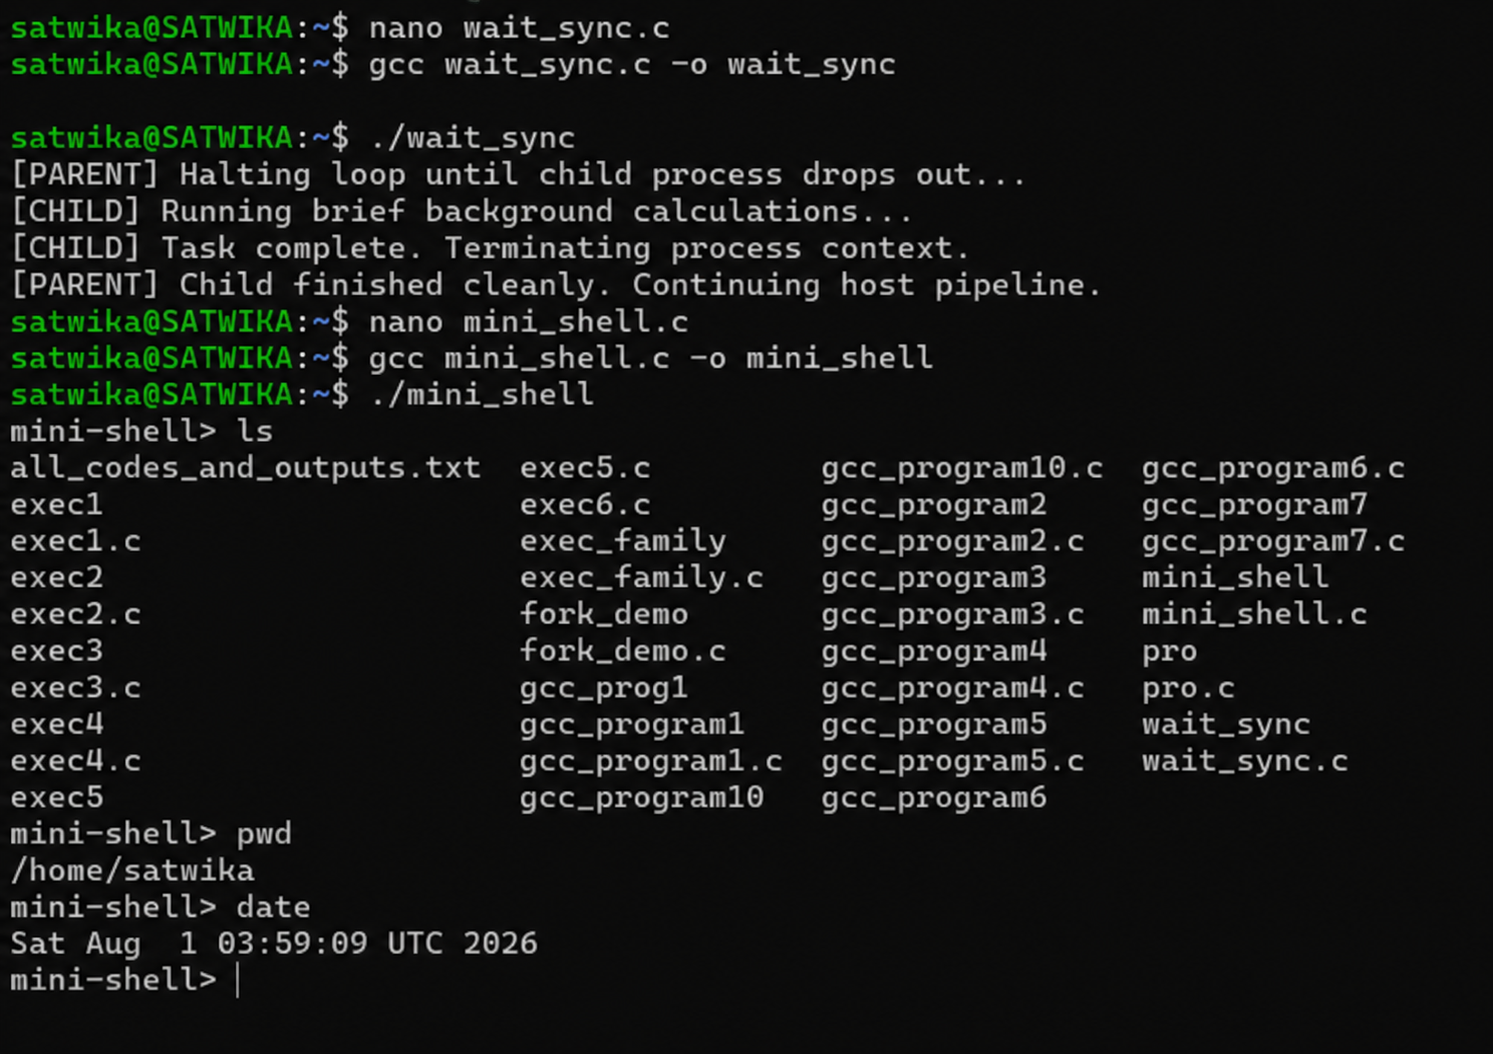 satwika@SATWIKA:~$ nano wait_sync.c
satwika@SATWIKA:~$ gcc wait_sync.c -o wait_sync
satwika@SATWIKA:~$ ./wait_sync
[PARENT] Halting loop until child process drops out...
[CHILD] Running brief background calculations...
[CHILD] Task complete. Terminating process context.
[PARENT] Child finished cleanly. Continuing host pipeline.
satwika@SATWIKA:~$ nano mini_shell.c
satwika@SATWIKA:~$ gcc mini_shell.c -o mini_shell
satwika@SATWIKA:~$ ./mini_shell
mini-shell> ls
all_codes_and_outputs.txt  exec5.c         gcc_program10.c  gcc_program6.c
exec1                      exec6.c         gcc_program2     gcc_program7
exec1.c                    exec_family     gcc_program2.c   gcc_program7.c
exec2                      exec_family.c   gcc_program3     mini_shell
exec2.c                    fork_demo       gcc_program3.c   mini_shell.c
exec3                      fork_demo.c     gcc_program4     pro
exec3.c                    gcc_prog1       gcc_program4.c   pro.c
exec4                      gcc_program1    gcc_program5     wait_sync
exec4.c                    gcc_program1.c  gcc_program5.c   wait_sync.c
exec5                      gcc_program10   gcc_program6
mini-shell> pwd
/home/satwika
mini-shell> date
Sat Aug  1 03:59:09 UTC 2026
mini-shell>